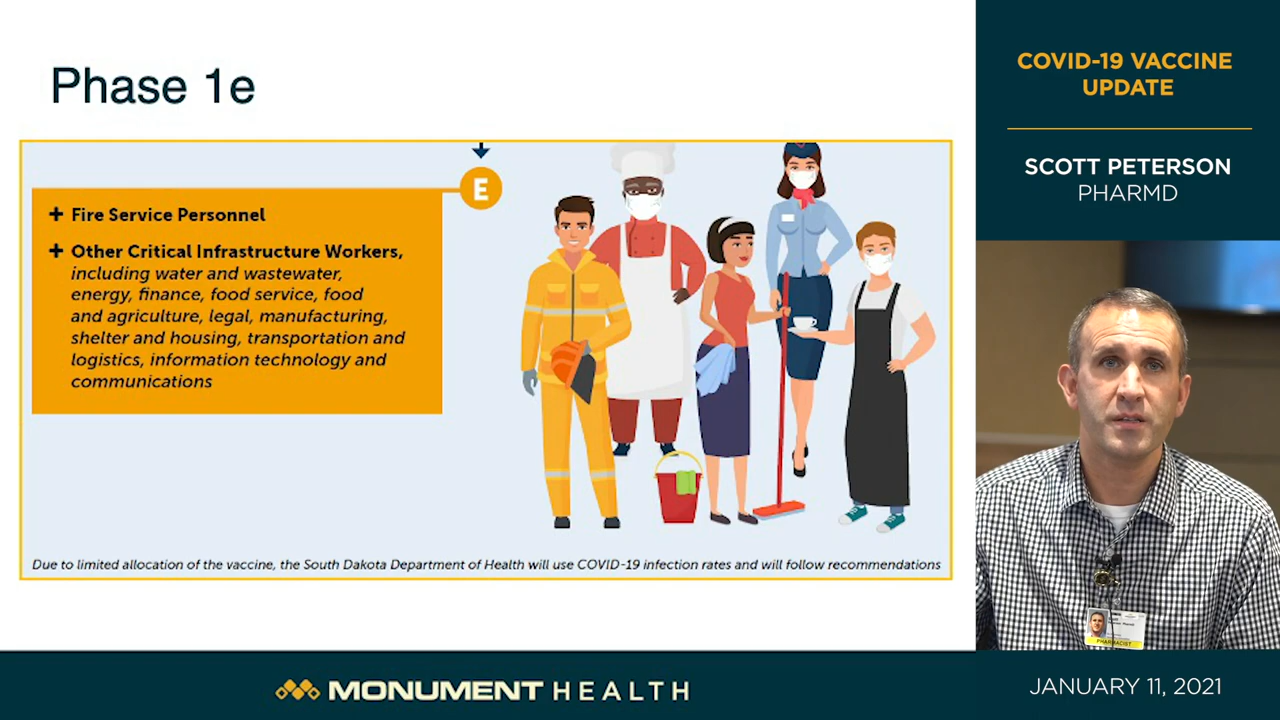 Phase 1e
E
+ Fire Service Personnel
+ Other Critical Infrastructure Workers,
including water and wastewater,
energy, finance, food service, food
and agriculture, legal, manufacturing,
shelter and housing, transportation and
logistics, information technology and
communications
Due to limited allocation of the vaccine, the South Dakota Department of Health will use COVID-19 infection rates and will follow recommendations
COVID-19 VACCINE
UPDATE
SCOTT PETERSON
PHARMD
PHARMACIST
MONUMENT HEALTH
JANUARY 11, 2021